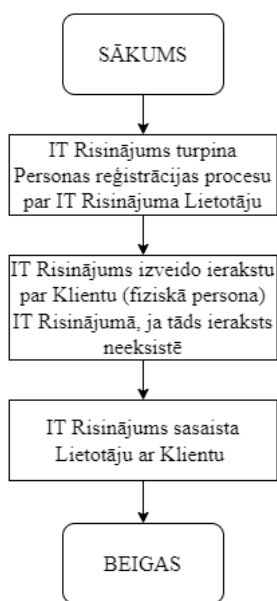 SĀKUMS
IT Risinājums turpina
Personas reģistrācijas procesu
par IT Risinājuma Lietotāju
IT Risinājums izveido ierakstu
par Klientu (fiziskā persona)
IT Risinājumā, ja tāds ieraksts
neeksistē
IT Risinājums sasaista
Lietotāju ar Klientu
BEIGAS